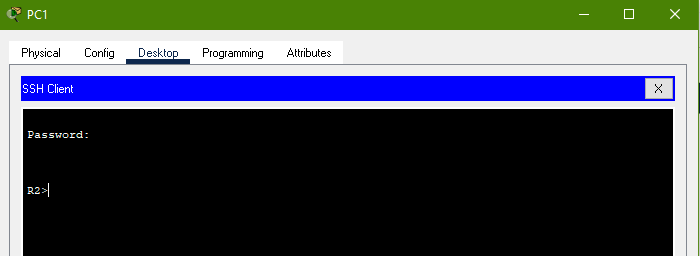 PC1
Physical Config Desktop Programming Attributes
SSH Client X
Password:
R2>